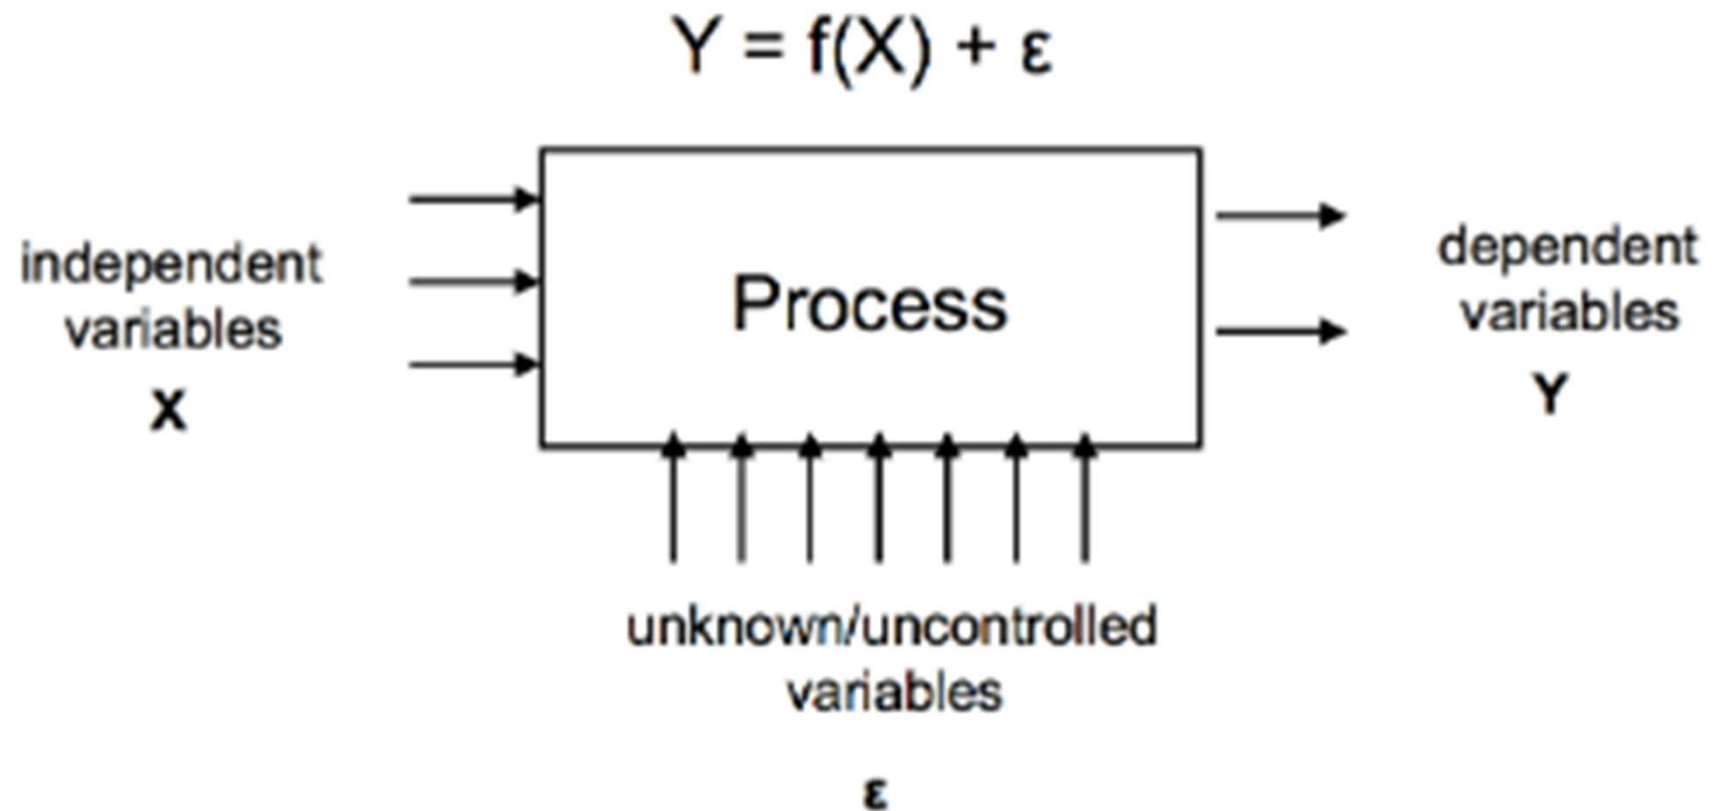 Y = f(X) + ε
independent
variables
X
Process
dependent
variables
Y
unknown/uncontrolled
variables
ε